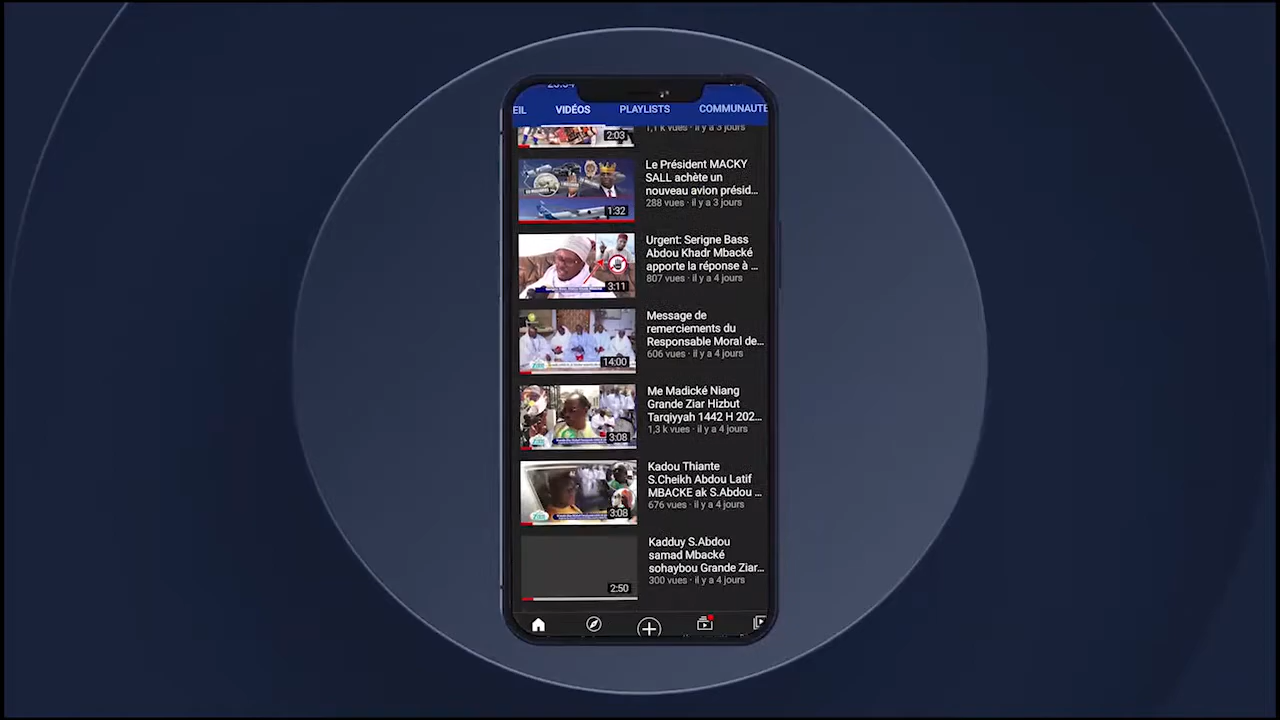 EIL VIDÉOS PLAYLISTS COMMUNAUTÉ
1,1 k vues · il y a 3 jours
2:03
Le Président MACKY
SALL achète un
nouveau avion présid...
288 vues · il y a 3 jours
1:32
Urgent: Serigne Bass
Abdou Khadr Mbacké
apporte la réponse à ...
807 vues · il y a 4 jours
3:11
Message de
remerciements du
Responsable Moral de...
606 vues · il y a 4 jours
14:00
Me Madické Niang
Grande Ziar Hizbut
Tarqiyyah 1442 H 202...
1,3 k vues · il y a 4 jours
3:08
Kadou Thiante
S.Cheikh Abdou Latif
MBACKE ak S.Abdou ...
676 vues · il y a 4 jours
3:08
Kadduy S.Abdou
samad Mbacké
sohaybou Grande Ziar...
300 vues · il y a 4 jours
2:50